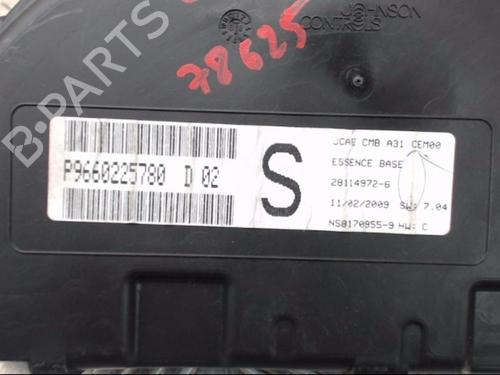 JOHNSON
CONTROLS
78625
B-PARTS
P9660225780 D 02
S
JCAE CMB A31 CEM00
ESSENCE BASE
28114972-6
11/02/2009 SW: 7.04
NS8170955-9 HW: C